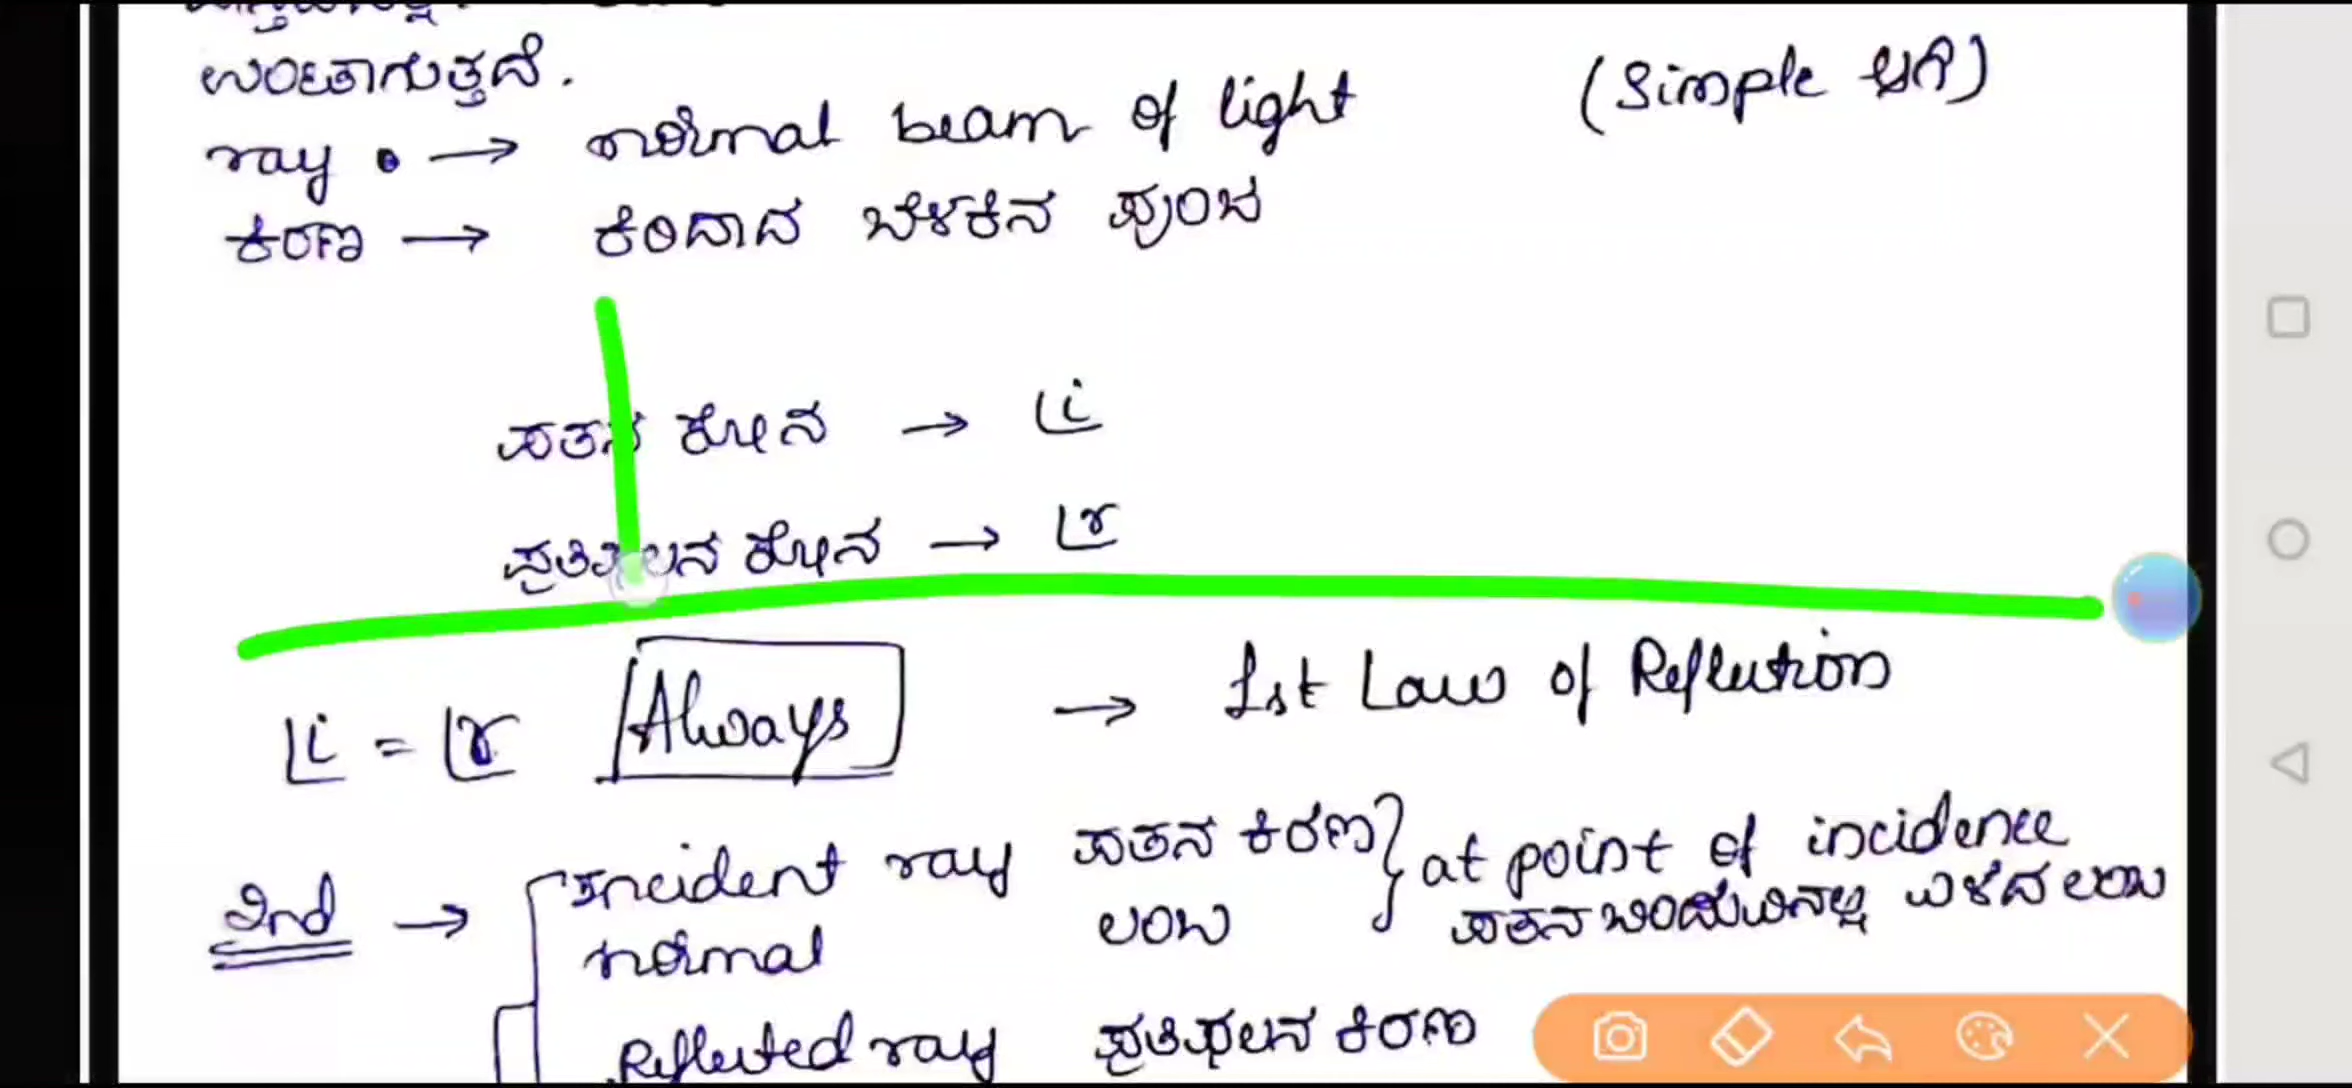 ಉಂಟಾಗುತ್ತದೆ.
(Simple ಆಗಿ)
ray → normal beam of light
ಕಿರಣ → ಕಿರಿದಾದ ಬೆಳಕಿನ ಪುಂಜ
ಪತನ ಕೋನ → ∠i
ಪ್ರತಿಫಲನ ಕೋನ → ∠r
∠i = ∠r Always → 1st Law of Reflection
2nd → Incident ray ಪತನ ಕಿರಣ } at point of incidence
normal ಲಂಬ ಪತನ ಬಿಂದುವಿನಲ್ಲಿ ಎಳೆದ ಲಂಬ
Reflected ray ಪ್ರತಿಫಲನ ಕಿರಣ